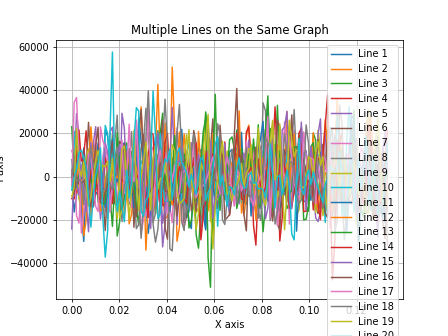 Multiple Lines on the Same Graph
60000
40000
20000
0
−20000
−40000
0.00 0.02 0.04 0.06 0.08 0.10
X axis
axis
Line 1
Line 2
Line 3
Line 4
Line 5
Line 6
Line 7
Line 8
Line 9
Line 10
Line 11
Line 12
Line 13
Line 14
Line 15
Line 16
Line 17
Line 18
Line 19
Line 20